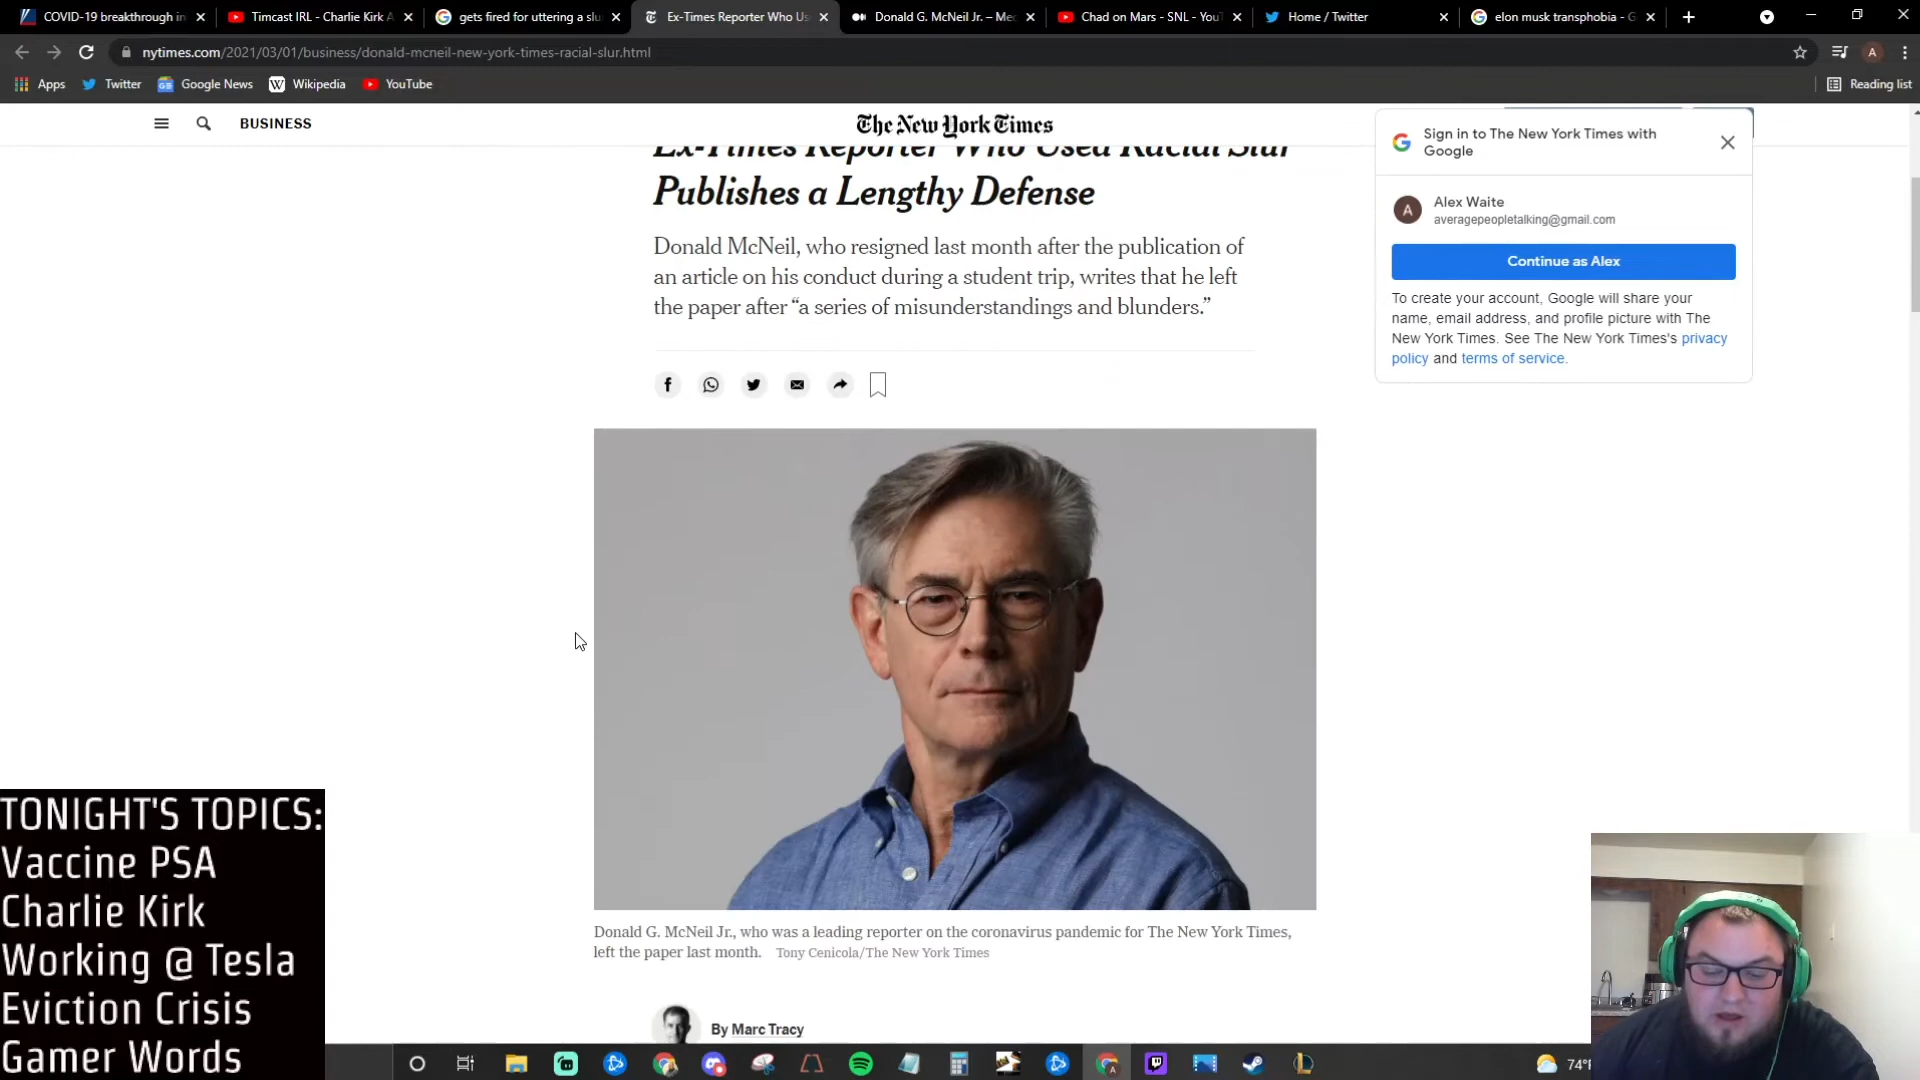 COVID-19 breakthrough in
Timcast IRL - Charlie Kirk A
gets fired for uttering a slu
Ex-Times Reporter Who Us
Donald G. McNeil Jr. – Med
Chad on Mars - SNL - YouT
Home / Twitter
elon musk transphobia - G
nytimes.com/2021/03/01/business/donald-mcneil-new-york-times-racial-slur.html
A
Apps
Twitter
Google News
Wikipedia
YouTube
Reading list
BUSINESS
The New York Times
Ex-Times Reporter Who Used Racial Slur
Publishes a Lengthy Defense
Donald McNeil, who resigned last month after the publication of
an article on his conduct during a student trip, writes that he left
the paper after “a series of misunderstandings and blunders.”
Sign in to The New York Times with
Google
A
Alex Waite
averagepeopletalking@gmail.com
Continue as Alex
To create your account, Google will share your
name, email address, and profile picture with The
New York Times. See The New York Times's privacy
policy and terms of service.
Donald G. McNeil Jr., who was a leading reporter on the coronavirus pandemic for The New York Times,
left the paper last month. Tony Cenicola/The New York Times
By Marc Tracy
TONIGHT'S TOPICS:
Vaccine PSA
Charlie Kirk
Working @ Tesla
Eviction Crisis
Gamer Words
74°F